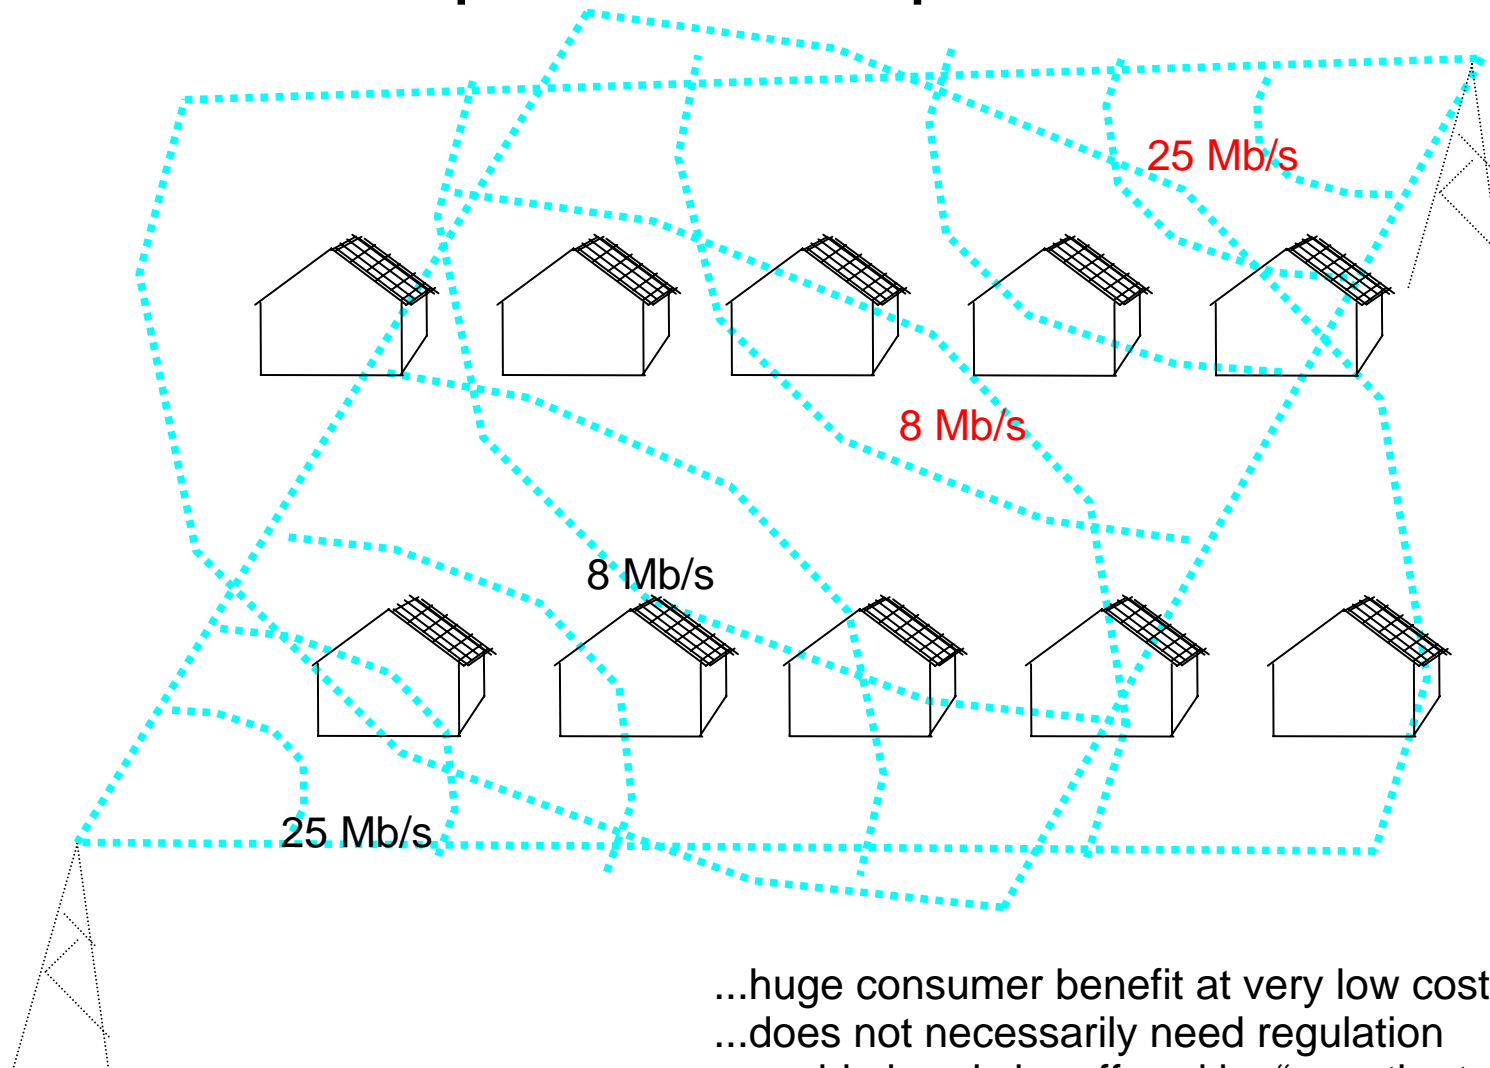 25 Mb/s
8 Mb/s
8 Mb/s
25 Mb/s
...huge consumer benefit at very low cost
...does not necessarily need regulation